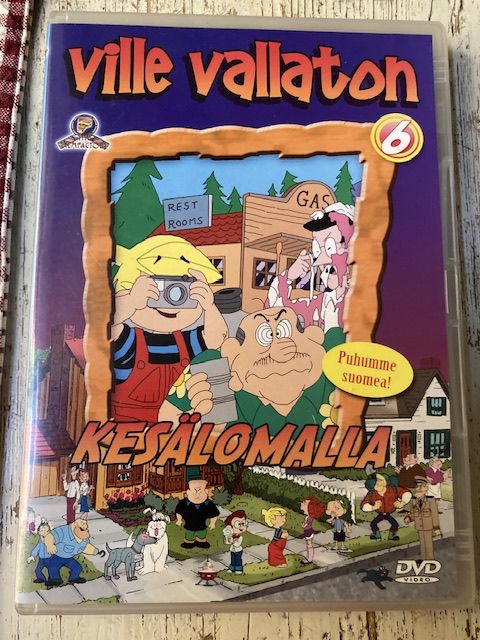 ville vallaton
6
REST
ROOMS
GAS
Puhumme
suomea!
KESÄLOMALLA
DVD
VIDEO